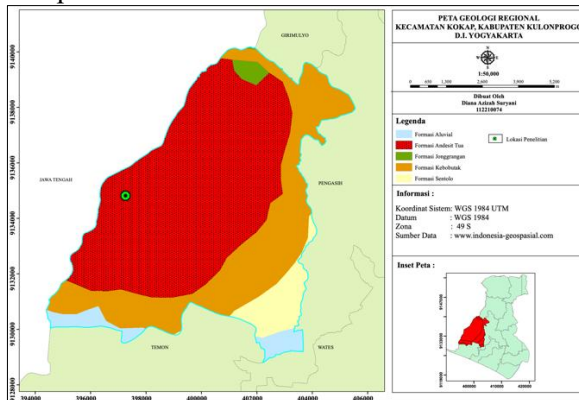 PETA GEOLOGI REGIONAL
KECAMATAN KOKAP, KABUPATEN KULONPROGO
D.I. YOGYAKARTA
1:50,000
Dibuat Oleh
Diana Azizah Suryani
112210074
Legenda
Formasi Aluvial
Formasi Andesit Tua
Formasi Jonggrangan
Formasi Kebobutak
Formasi Sentolo
Lokasi Penelitian
Informasi :
Koordinat Sistem: WGS 1984 UTM
Datum : WGS 1984
Zona : 49 S
Sumber Data : www.indonesia-geospasial.com
Inset Peta :
GIRIMULYO
JAWA TENGAH
PENGASIH
TEMON
WATES
9140000
9138000
9136000
9134000
9132000
9130000
9128000
394000
396000
398000
400000
402000
404000
406000